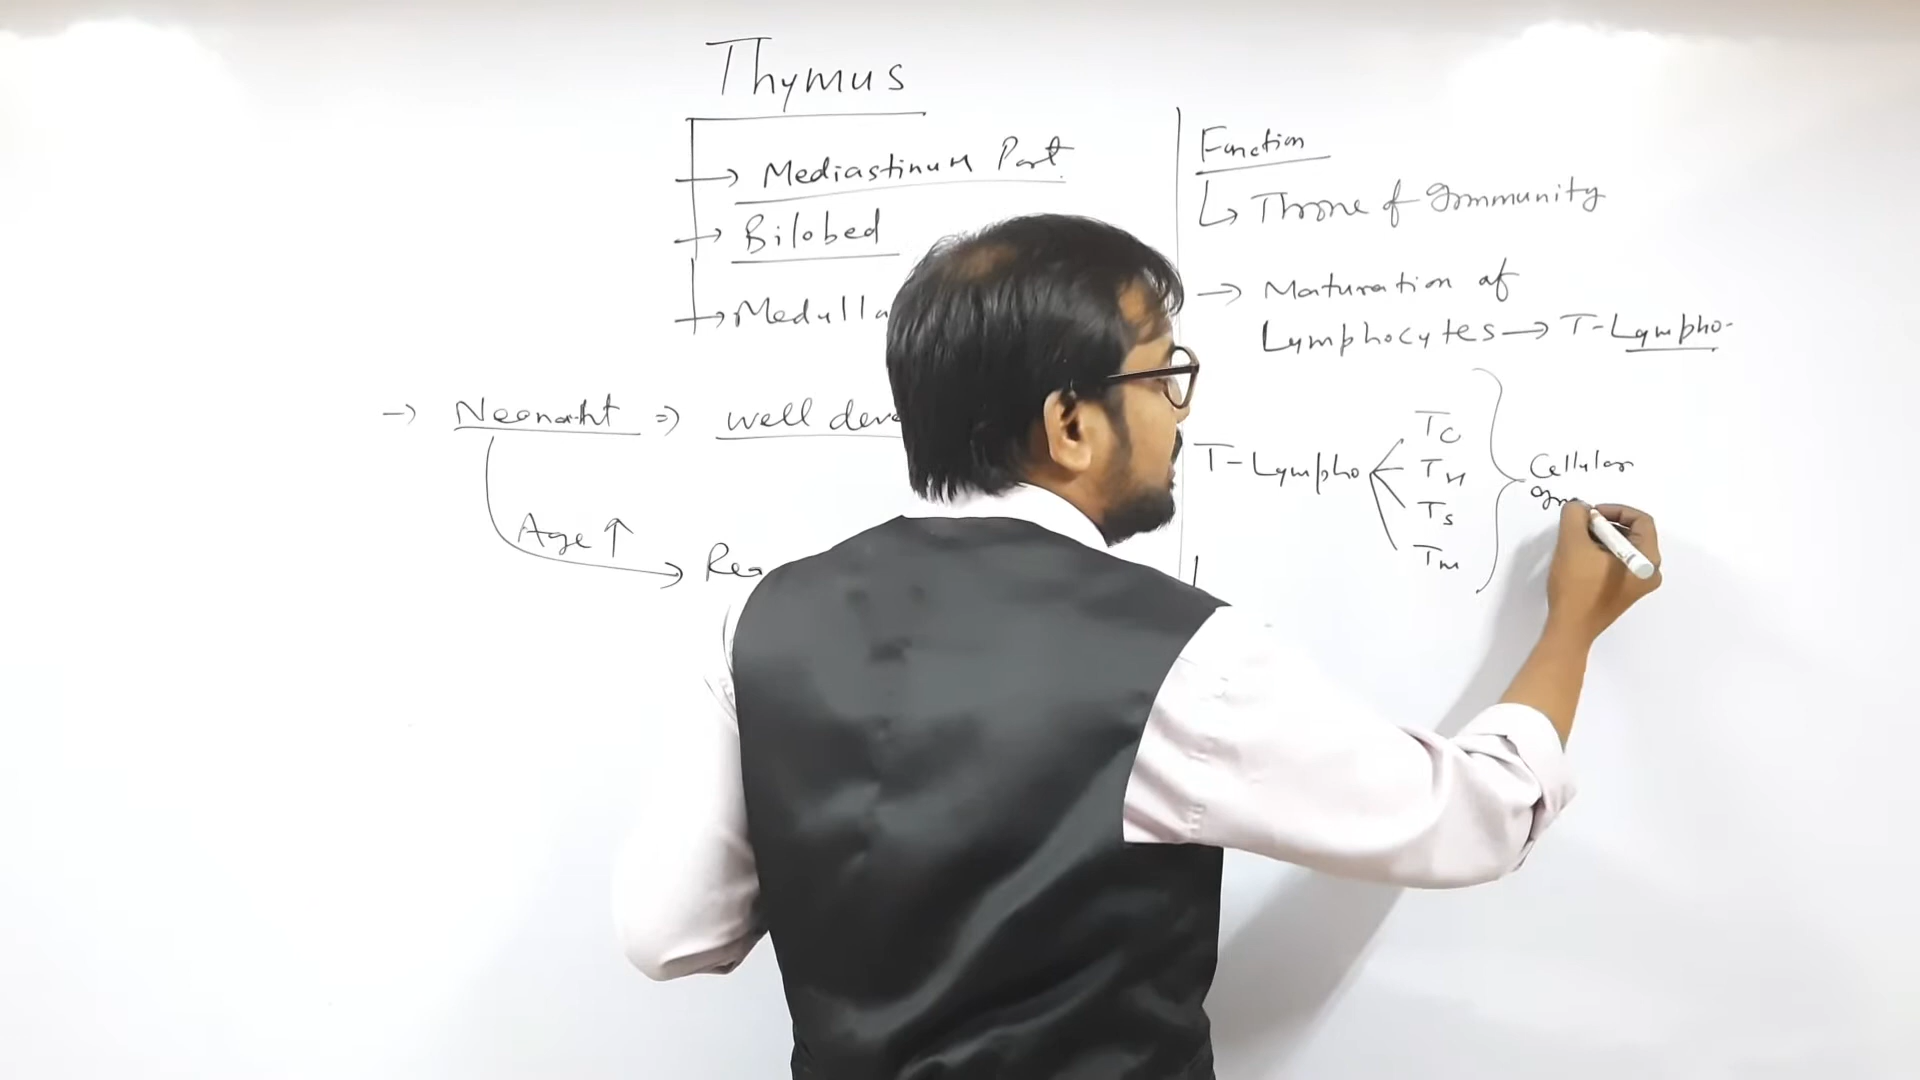 Thymus
→ Mediastinum Part
→ Bilobed
→ Medulla
→ Neonatnt ⇒ well deve
Age ↑
Function
↳ Throne of Immunity
→ Maturation of
Lymphocytes → T-Lympho-
T-Lympho
TC
TH
TS
TM
Cellular